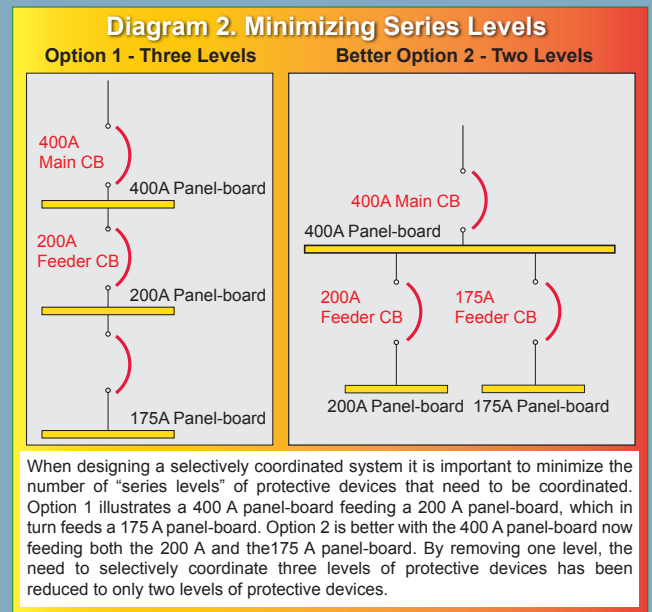 Diagram 2. Minimizing Series Levels
Option 1 - Three Levels
400A
Main CB
400A Panel-board
200A
Feeder CB
200A Panel-board
175A Panel-board
Better Option 2 - Two Levels
400A Main CB
400A Panel-board
200A
Feeder CB
175A
Feeder CB
200A Panel-board
175A Panel-board
When designing a selectively coordinated system it is important to minimize the
number of “series levels” of protective devices that need to be coordinated.
Option 1 illustrates a 400 A panel-board feeding a 200 A panel-board, which in
turn feeds a 175 A panel-board. Option 2 is better with the 400 A panel-board now
feeding both the 200 A and the175 A panel-board. By removing one level, the
need to selectively coordinate three levels of protective devices has been
reduced to only two levels of protective devices.